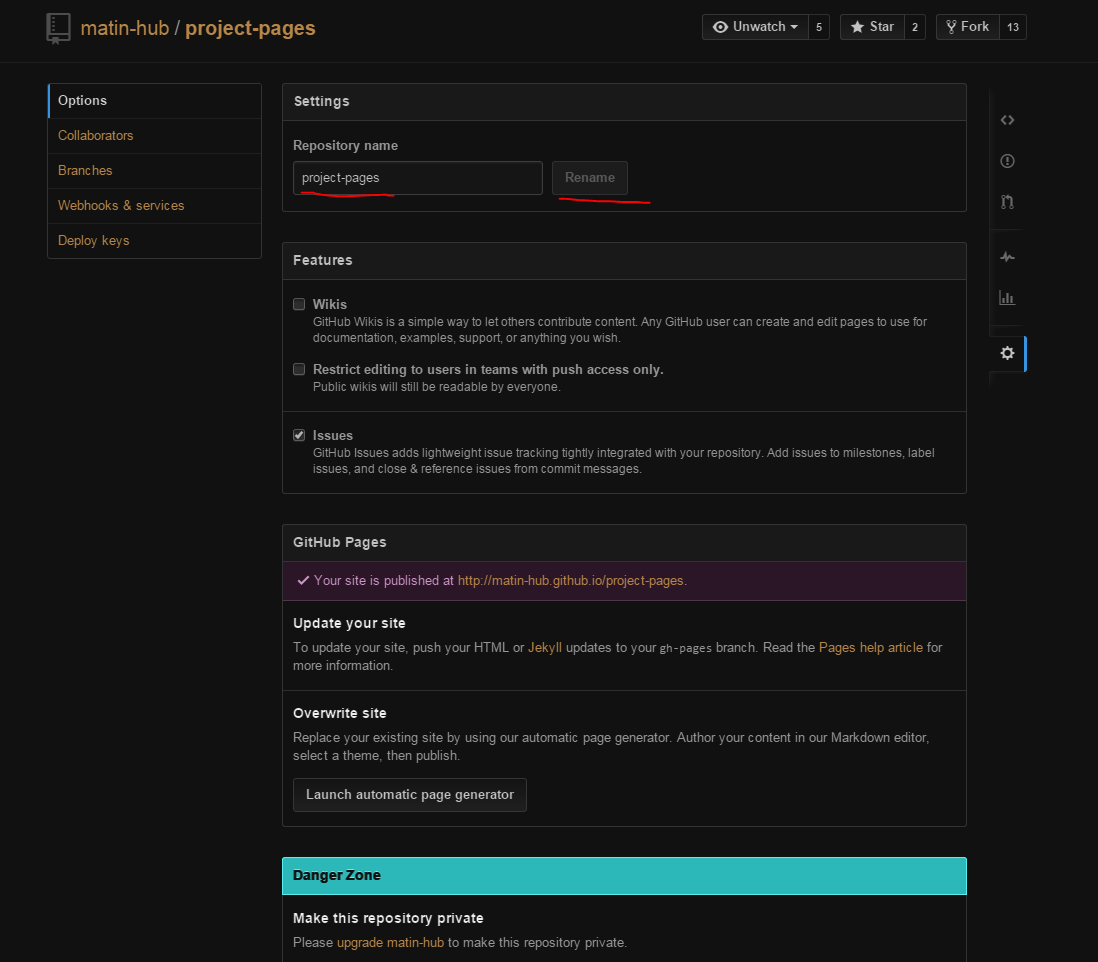 matin-hub / project-pages
Unwatch 5 Star 2 Fork 13
Options
Collaborators
Branches
Webhooks & services
Deploy keys
Settings
Repository name
project-pages Rename
Features
Wikis
GitHub Wikis is a simple way to let others contribute content. Any GitHub user can create and edit pages to use for
documentation, examples, support, or anything you wish.
Restrict editing to users in teams with push access only.
Public wikis will still be readable by everyone.
Issues
GitHub Issues adds lightweight issue tracking tightly integrated with your repository. Add issues to milestones, label
issues, and close & reference issues from commit messages.
GitHub Pages
Your site is published at http://matin-hub.github.io/project-pages.
Update your site
To update your site, push your HTML or Jekyll updates to your gh-pages branch. Read the Pages help article for
more information.
Overwrite site
Replace your existing site by using our automatic page generator. Author your content in our Markdown editor,
select a theme, then publish.
Launch automatic page generator
Danger Zone
Make this repository private
Please upgrade matin-hub to make this repository private.